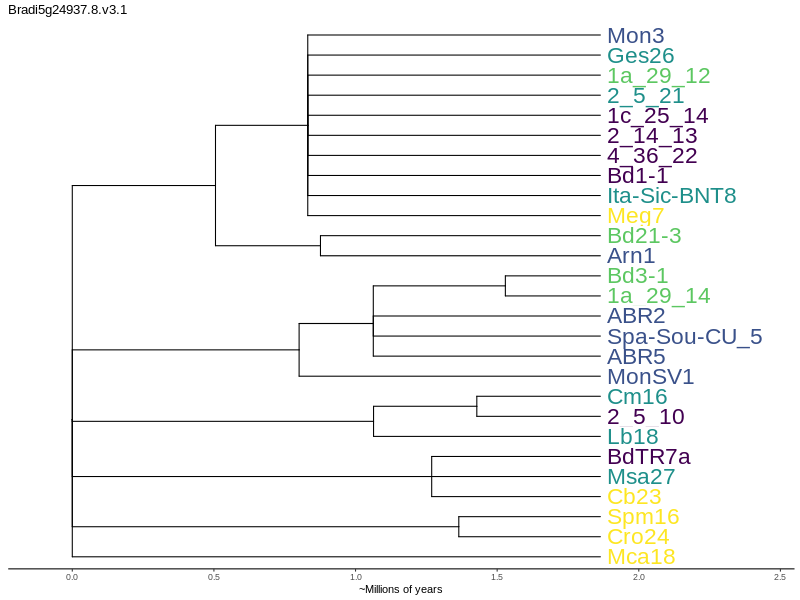 Bradi5g24937.8.v3.1
Mon3
Ges26
1a_29_12
2_5_21
1c_25_14
2_14_13
4_36_22
Bd1-1
Ita-Sic-BNT8
Meq7
Bd21-3
Arn1
Bd3-1
1a_29_14
ABR2
Spa-Sou-CU_5
ABR5
MonSV1
Cm16
2_5_10
Lb18
BdTR7a
Msa27
Cb23
Spm16
Cro24
Mca18
0.0 0.5 1.0 1.5 2.0 2.5
~Millions of years